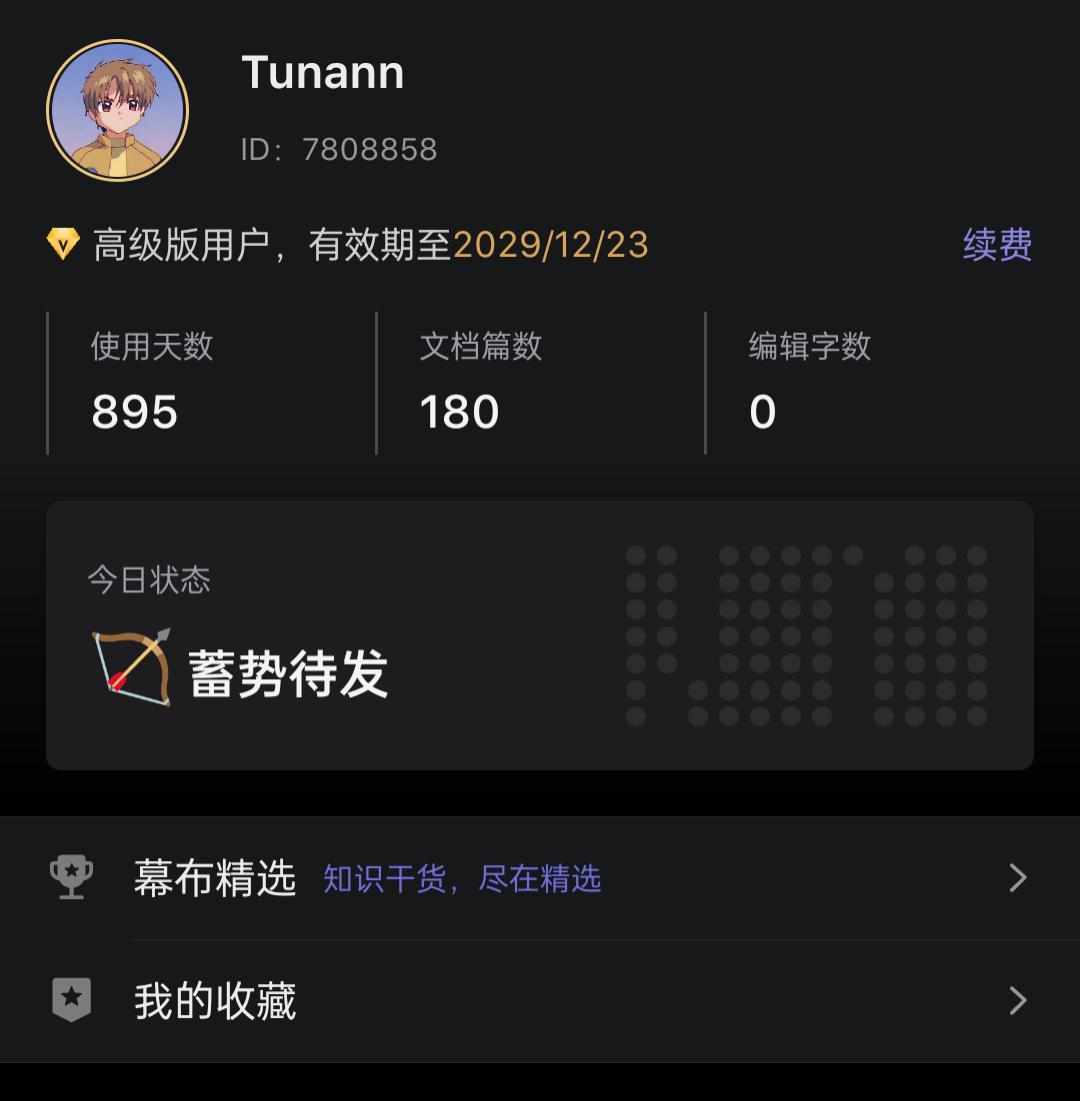 Tunann
ID：7808858
高级版用户，有效期至2029/12/23
续费
使用天数
895
文档篇数
180
编辑字数
0
今日状态
蓄势待发
幕布精选 知识干货，尽在精选
我的收藏